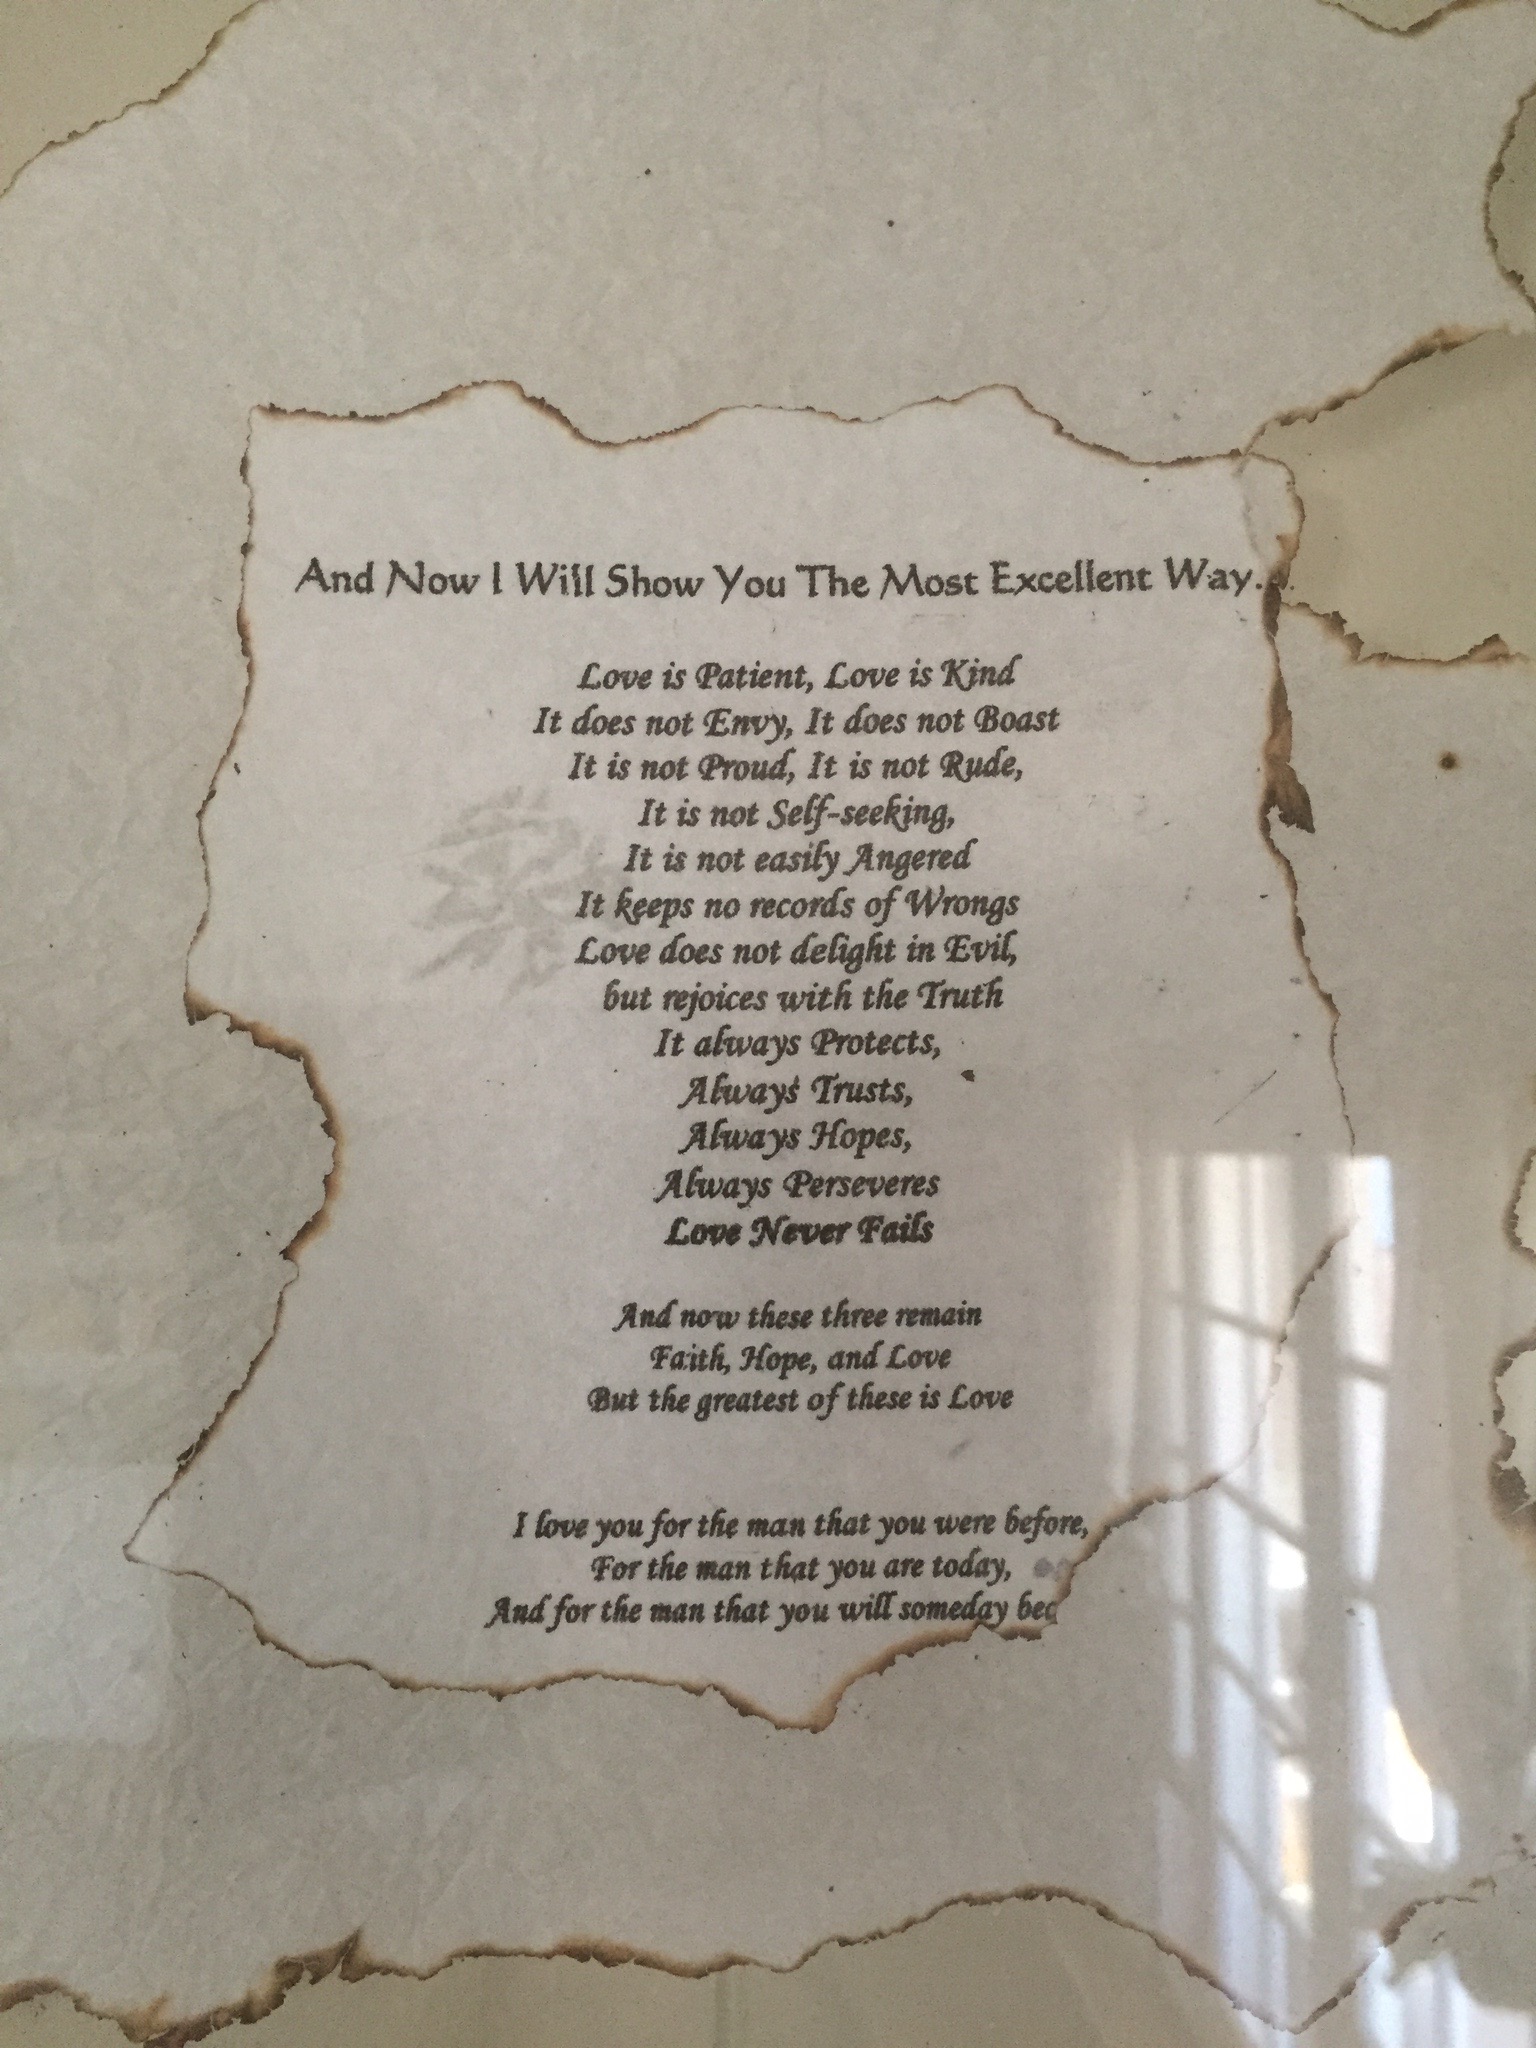 And Now I Will Show You The Most Excellent Way...
Love is Patient, Love is Kind
It does not Envy, It does not Boast
It is not Proud, It is not Rude,
It is not Self-seeking,
It is not easily Angered
It keeps no records of Wrongs
Love does not delight in Evil,
but rejoices with the Truth
It always Protects,
Always Trusts,
Always Hopes,
Always Perseveres
Love Never Fails
And now these three remain
Faith, Hope, and Love
But the greatest of these is Love
I love you for the man that you were before,
For the man that you are today,
And for the man that you will someday